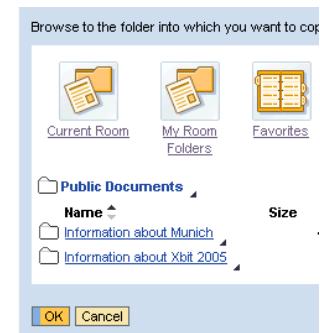 Browse to the folder into which you want to cop
Current Room
My Room
Folders
Favorites
Public Documents
Name Size
Information about Munich
Information about Xbit 2005
OK Cancel